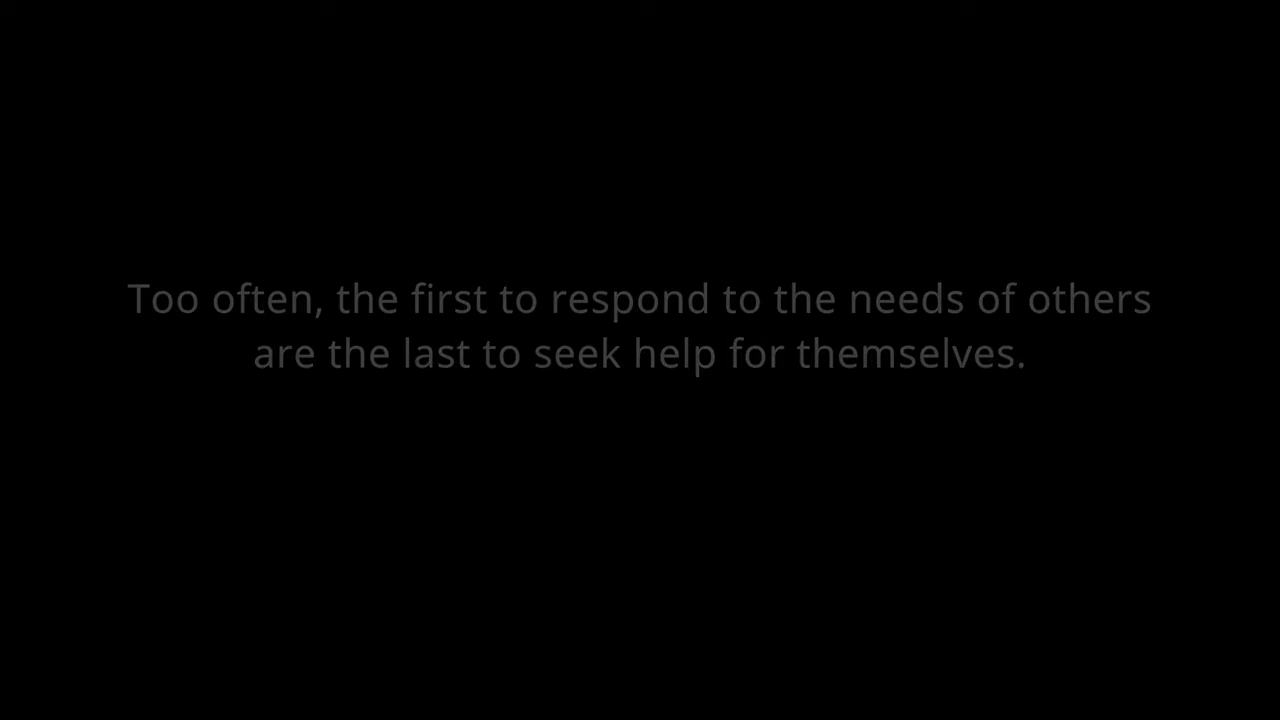 Too often, the first to respond to the needs of others
are the last to seek help for themselves.